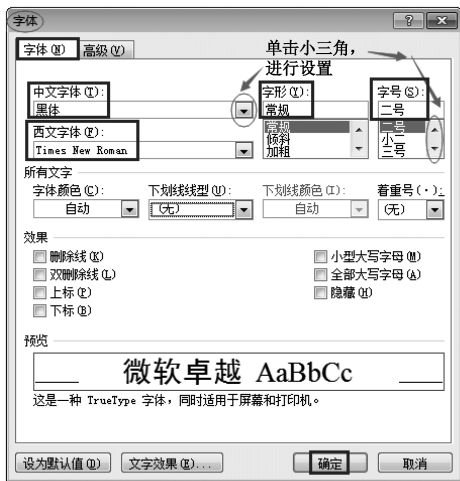 字体
字体(N) 高级(V)
单击小三角，
进行设置
中文字体(T): 字形(Y): 字号(S):
黑体 常规 二号
西文字体(F): 常规 二号
倾斜 小二
Times New Roman 加粗 三号
所有文字
字体颜色(C): 下划线线型(U): 下划线颜色(I): 着重号(·):
自动 (无) 自动 (无)
效果
删除线(K) 小型大写字母(M)
双删除线(L) 全部大写字母(A)
上标(P) 隐藏(H)
下标(B)
预览
微软卓越 AaBbCc
这是一种 TrueType 字体，同时适用于屏幕和打印机。
设为默认值(D) 文字效果(E)... 确定 取消